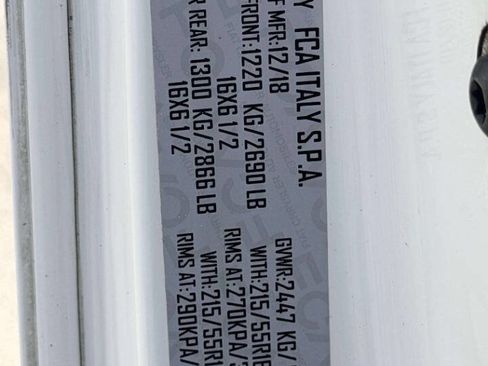 Y FCA ITALY S.P.A.
F MFR:12/18 GVWR:2447 KG/
FRONT:1220 KG/2690 LB WITH:215/55R16
16X6 1/2 RIMS AT:270KPA/
R REAR: 1300 KG/2866 LB WITH:215/55R1
16X6 1/2 RIMS AT:290KPA/